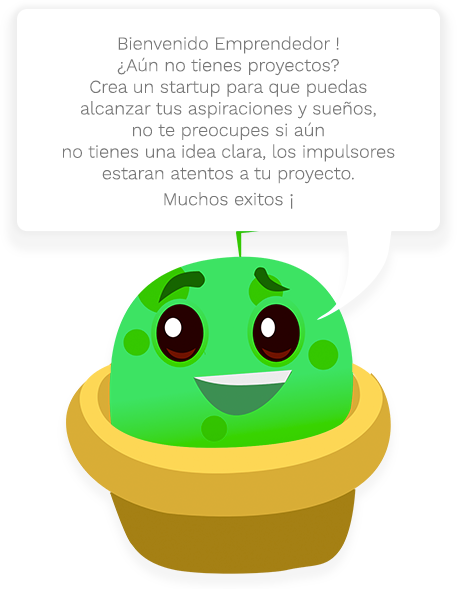 Bienvenido Emprendedor !
¿Aún no tienes proyectos?
Crea un startup para que puedas
alcanzar tus aspiraciones y sueños,
no te preocupes si aún
no tienes una idea clara, los impulsores
estaran atentos a tu proyecto.
Muchos exitos ¡